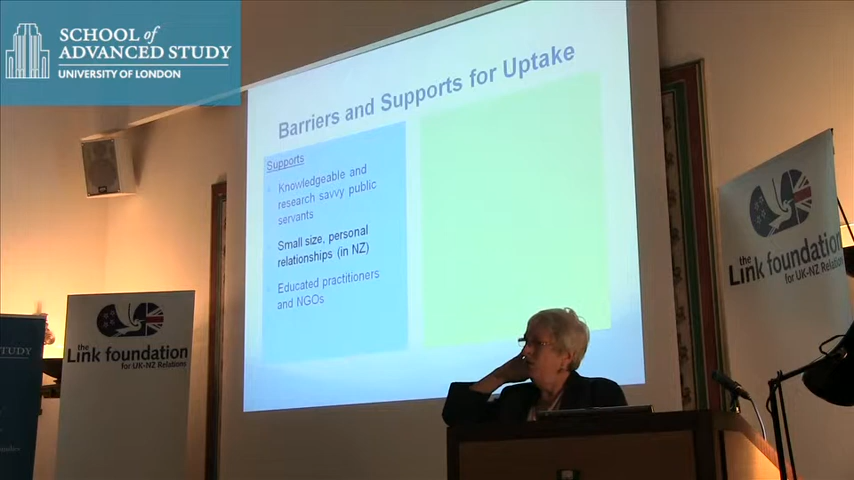 SCHOOL of
ADVANCED STUDY
UNIVERSITY OF LONDON
Barriers and Supports for Uptake
Supports
Knowledgeable and
research savvy public
servants
Small size, personal
relationships (in NZ)
Educated practitioners
and NGOs
the
Link foundation
for UK-NZ Relations
the
Link foundation
for UK-NZ Relations
STUDY